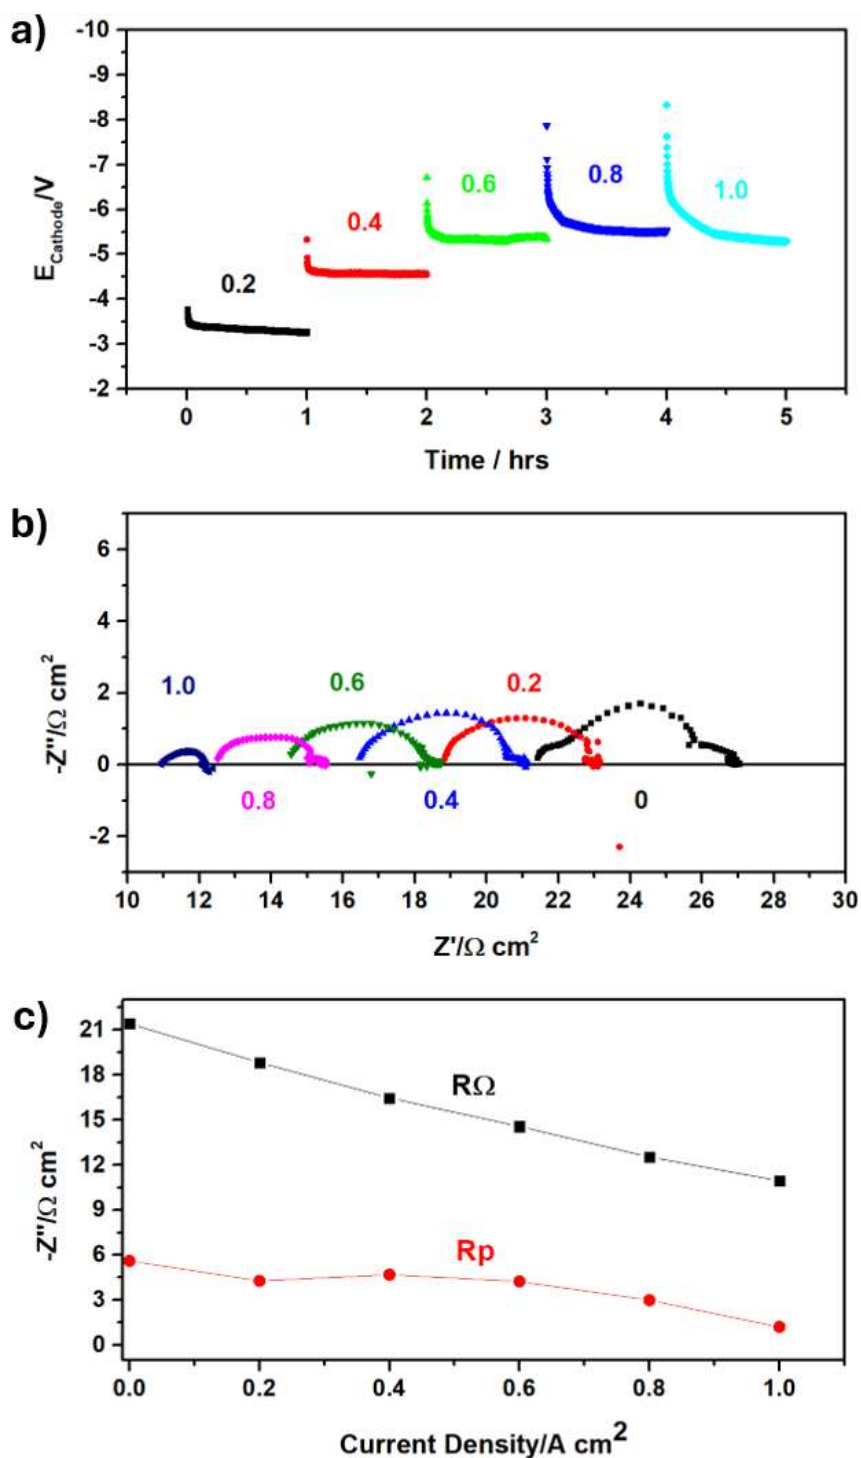 a)
-10
-9
-8
-7
-6
-5
-4
-3
-2
E_Cathode/V
0.2
0.4
0.6
0.8
1.0
0 1 2 3 4 5
Time / hrs
b)
6
4
2
0
-2
-Z''/Ω cm²
1.0
0.6
0.2
0.8
0.4
0
10 12 14 16 18 20 22 24 26 28 30
Z'/Ω cm²
c)
21
18
15
12
9
6
3
0
-Z''/Ω cm²
RΩ
Rp
0.0 0.2 0.4 0.6 0.8 1.0
Current Density/A cm²